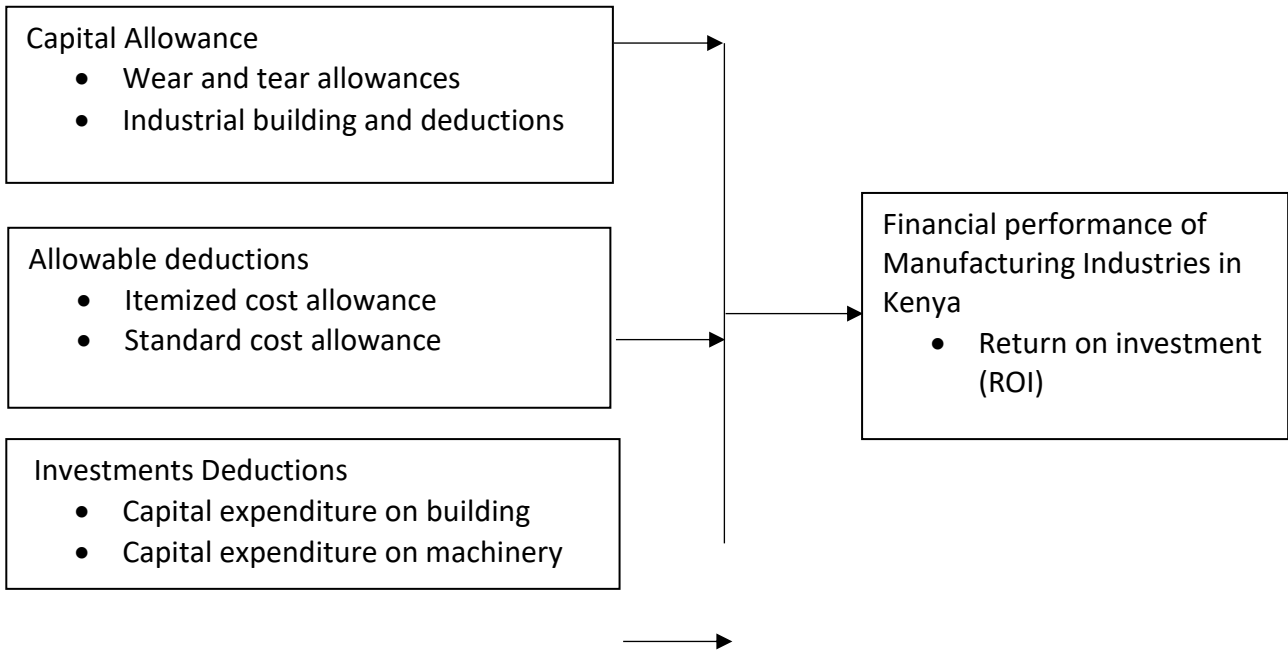 Capital Allowance
• Wear and tear allowances
• Industrial building and deductions
Allowable deductions
• Itemized cost allowance
• Standard cost allowance
Investments Deductions
• Capital expenditure on building
• Capital expenditure on machinery
Financial performance of
Manufacturing Industries in
Kenya
• Return on investment
(ROI)